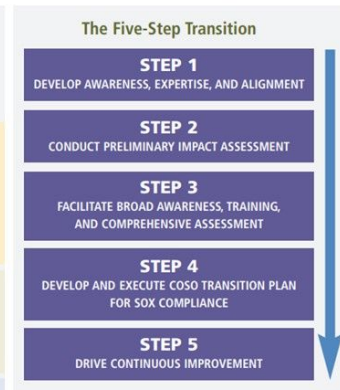 The Five-Step Transition
STEP 1
DEVELOP AWARENESS, EXPERTISE, AND ALIGNMENT
STEP 2
CONDUCT PRELIMINARY IMPACT ASSESSMENT
STEP 3
FACILITATE BROAD AWARENESS, TRAINING,
AND COMPREHENSIVE ASSESSMENT
STEP 4
DEVELOP AND EXECUTE COSO TRANSITION PLAN
FOR SOX COMPLIANCE
STEP 5
DRIVE CONTINUOUS IMPROVEMENT